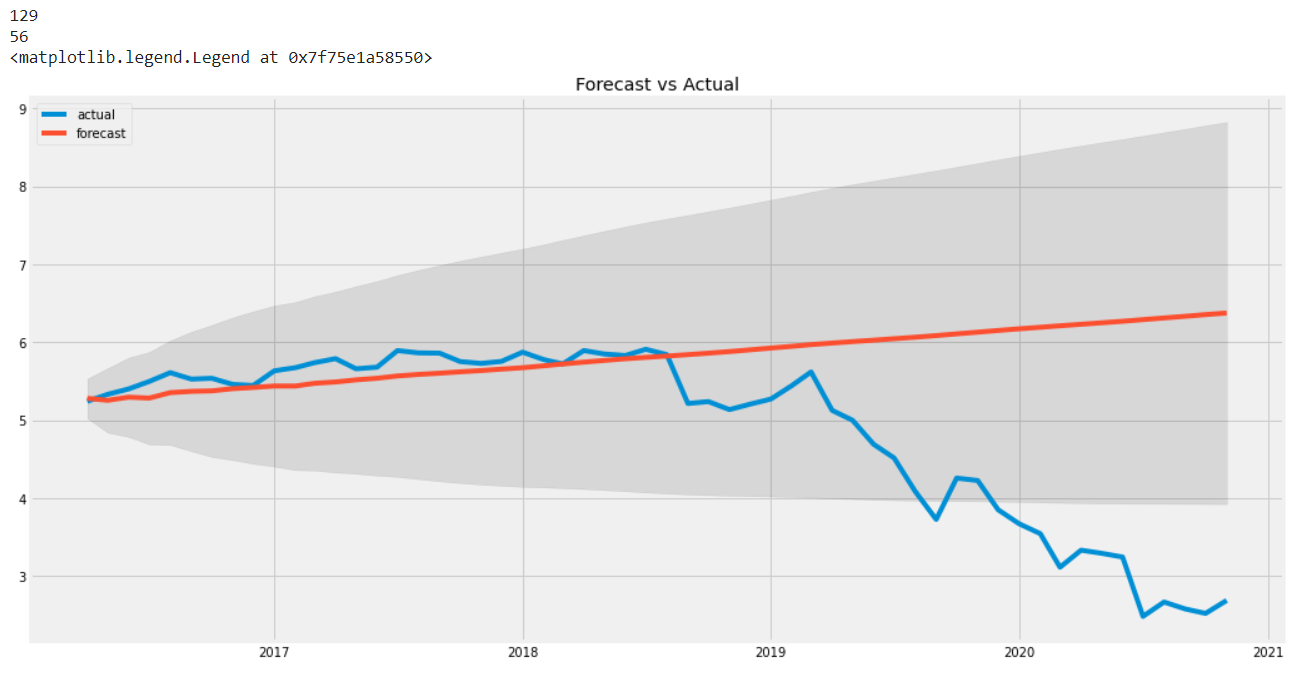 129
56
<matplotlib.legend.Legend at 0x7f75e1a58550>
Forecast vs Actual
actual
forecast
9
8
7
6
5
4
3
2017 2018 2019 2020 2021